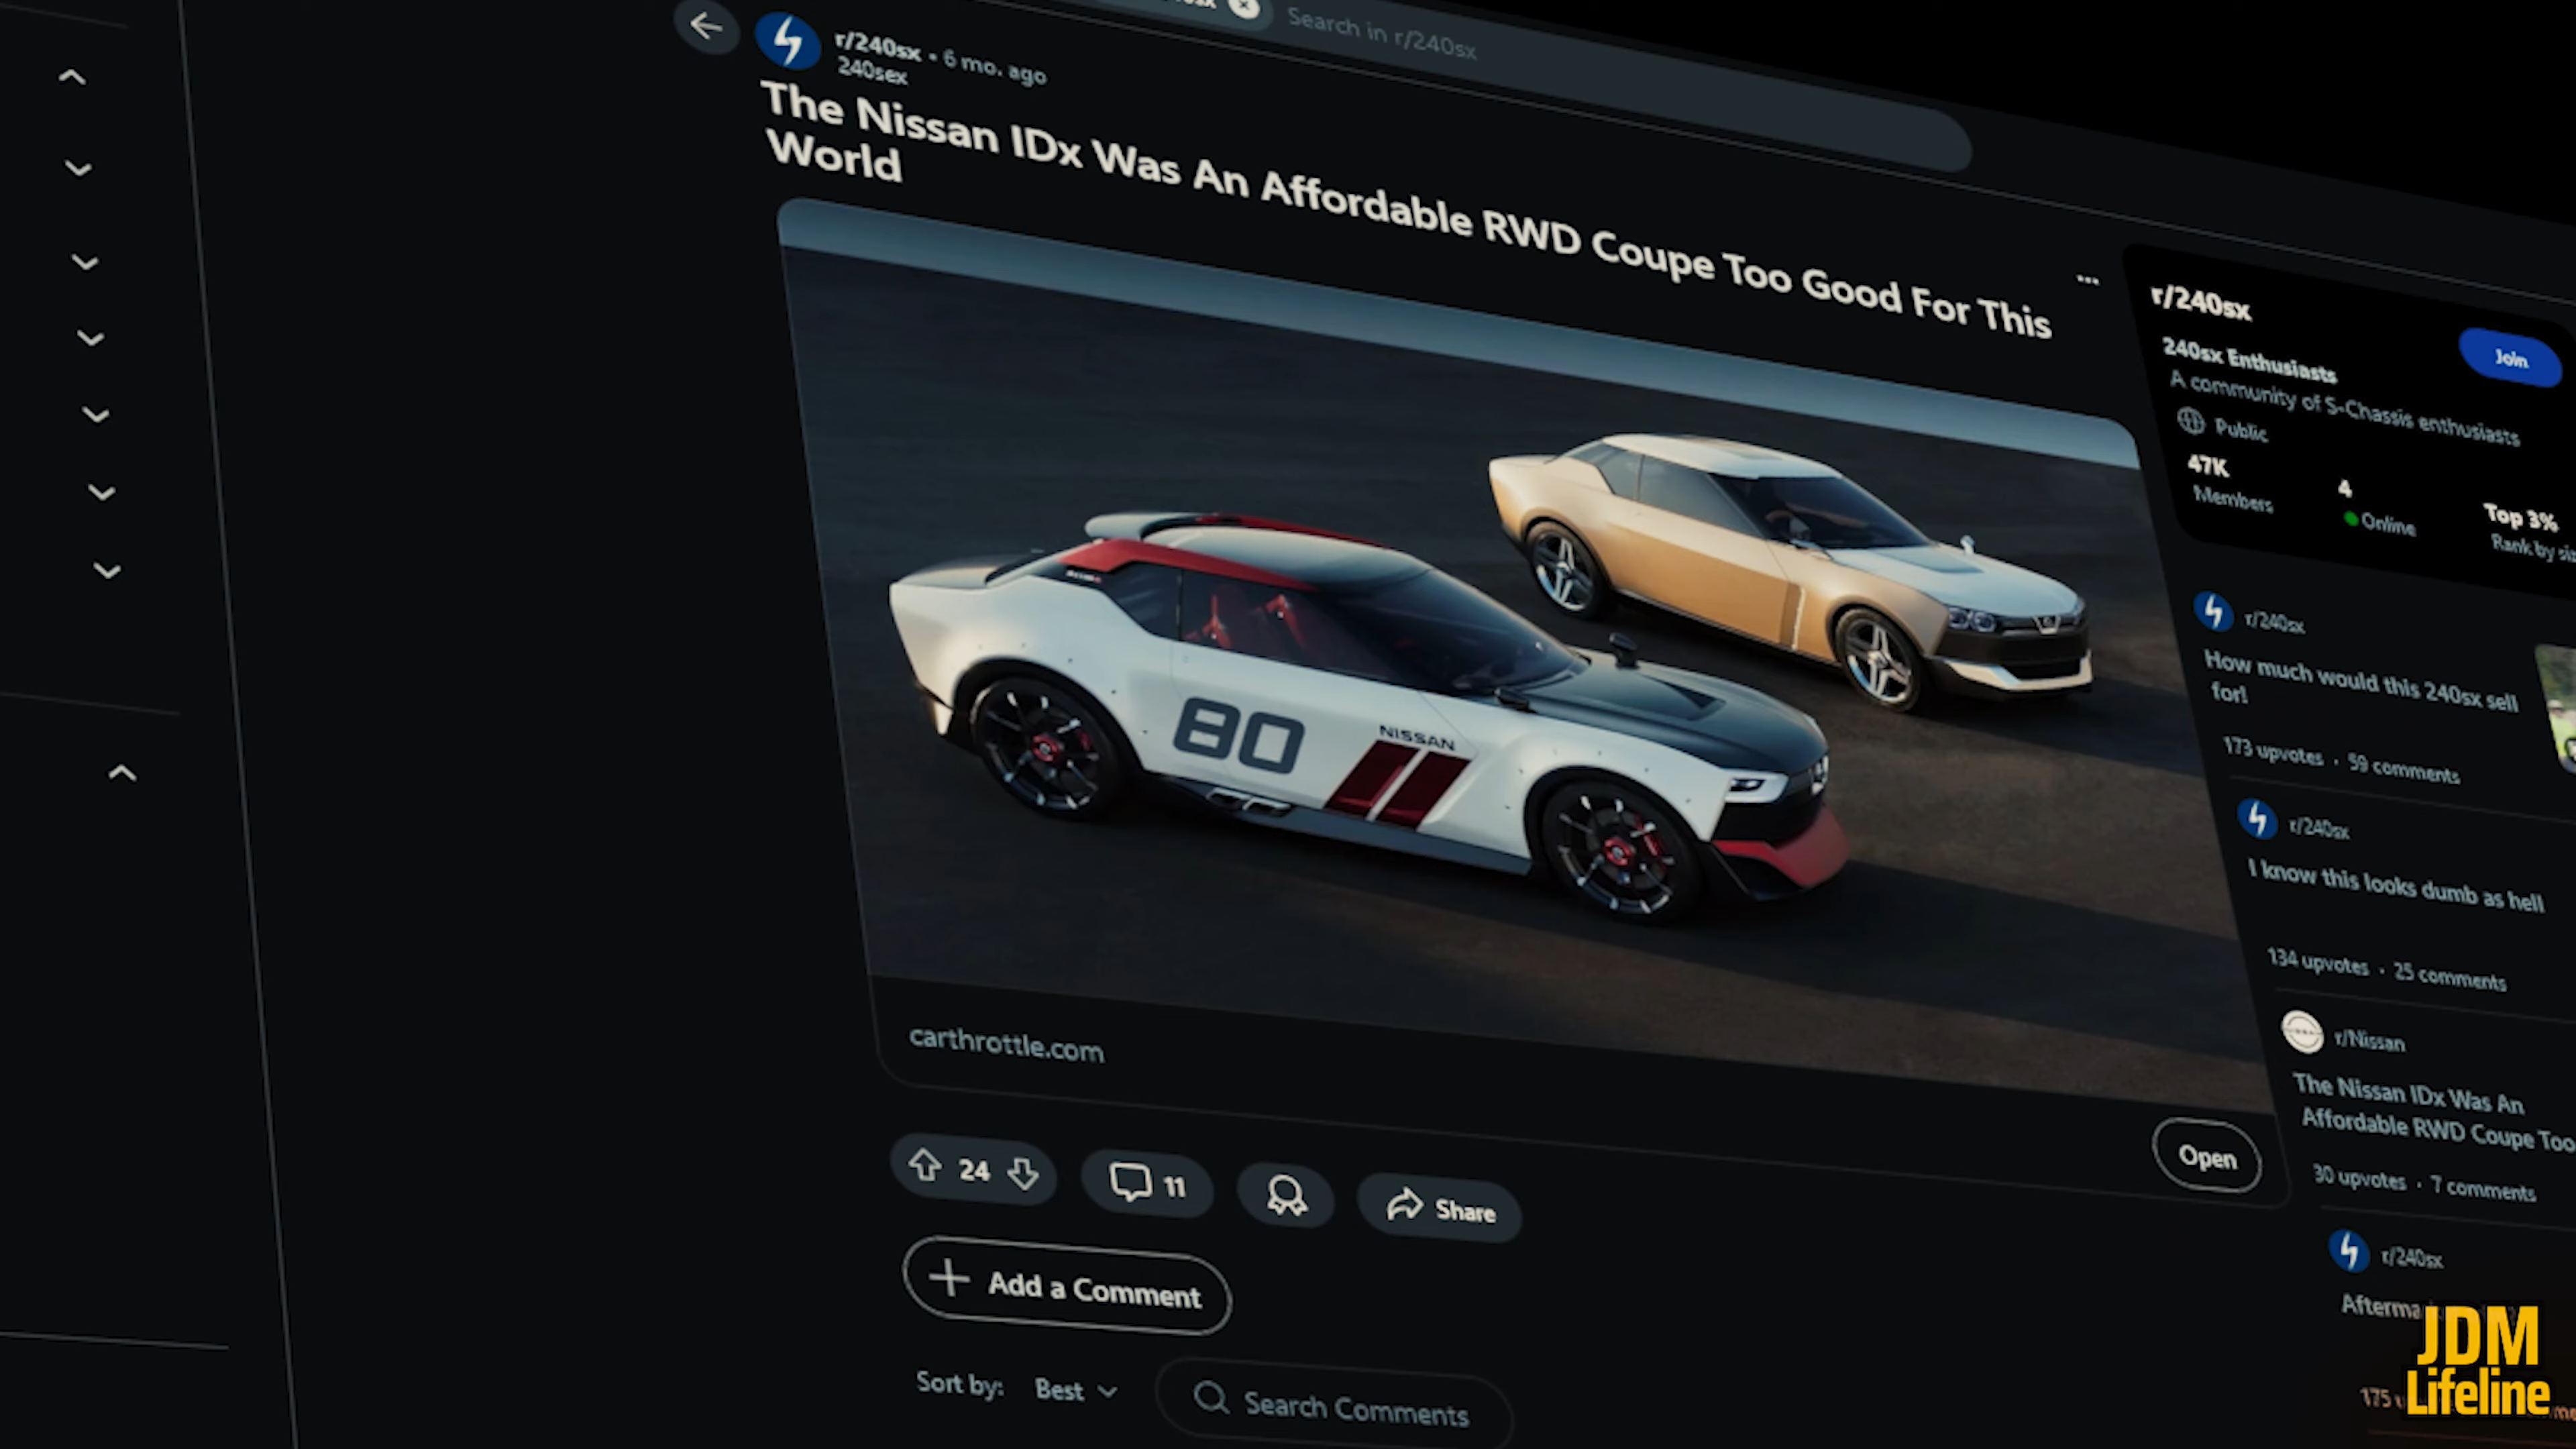 Search in r/240sx
r/240sx • 6 mo. ago
240sex
The Nissan IDx Was An Affordable RWD Coupe Too Good For This
World
80
NISSAN
carthrottle.com
Open
24
11
Share
Add a Comment
Sort by: Best
Search Comments
r/240sx
Join
240sx Enthusiasts
A community of S-Chassis enthusiasts
Public
47K
Members
4
Online
Top 3%
Rank by
r/240sx
How much would this 240sx sell
for!
173 upvotes · 59 comments
r/240sx
I know this looks dumb as hell
134 upvotes · 25 comments
r/Nissan
The Nissan IDx Was An
Affordable RWD Coupe Too
30 upvotes · 7 comments
r/240sx
175
JDM
Lifeline